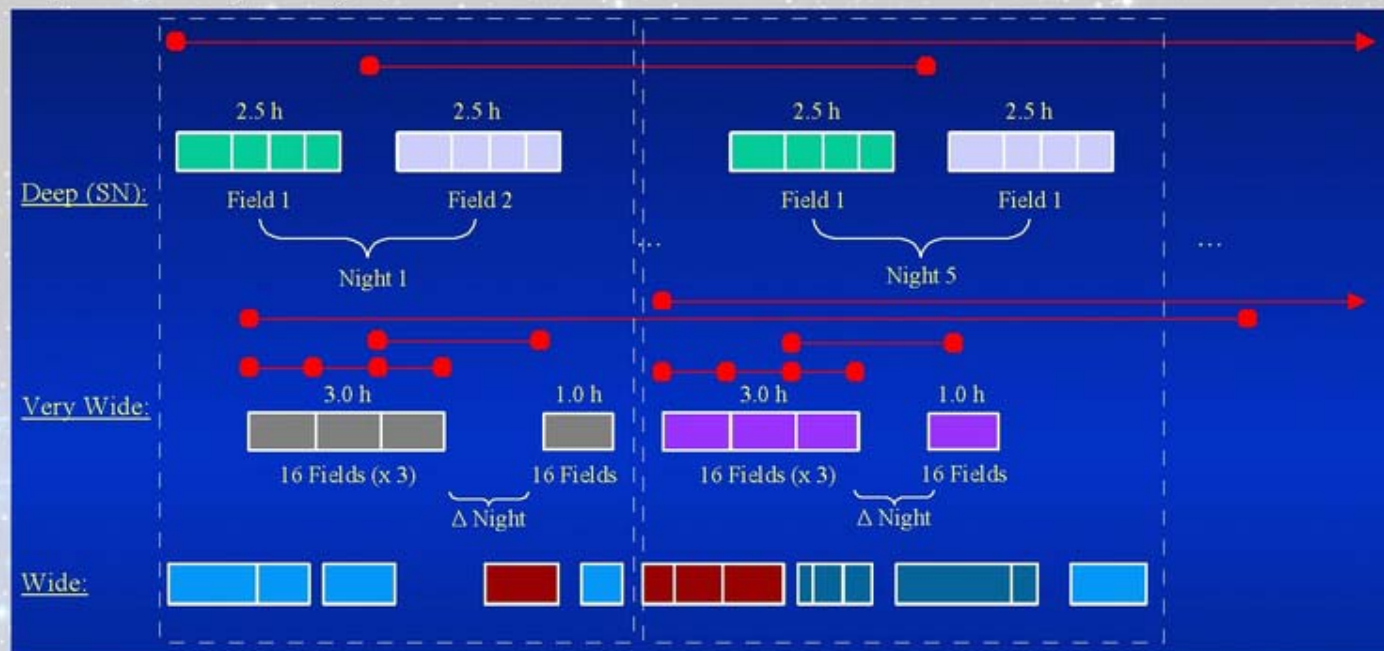 2.5 h 2.5 h 2.5 h 2.5 h
Deep (SN):
Field 1 Field 2 Field 1 Field 1
... ...
Night 1 Night 5
3.0 h 1.0 h 3.0 h 1.0 h
Very Wide:
16 Fields (x 3) 16 Fields 16 Fields (x 3) 16 Fields
Δ Night Δ Night
Wide: